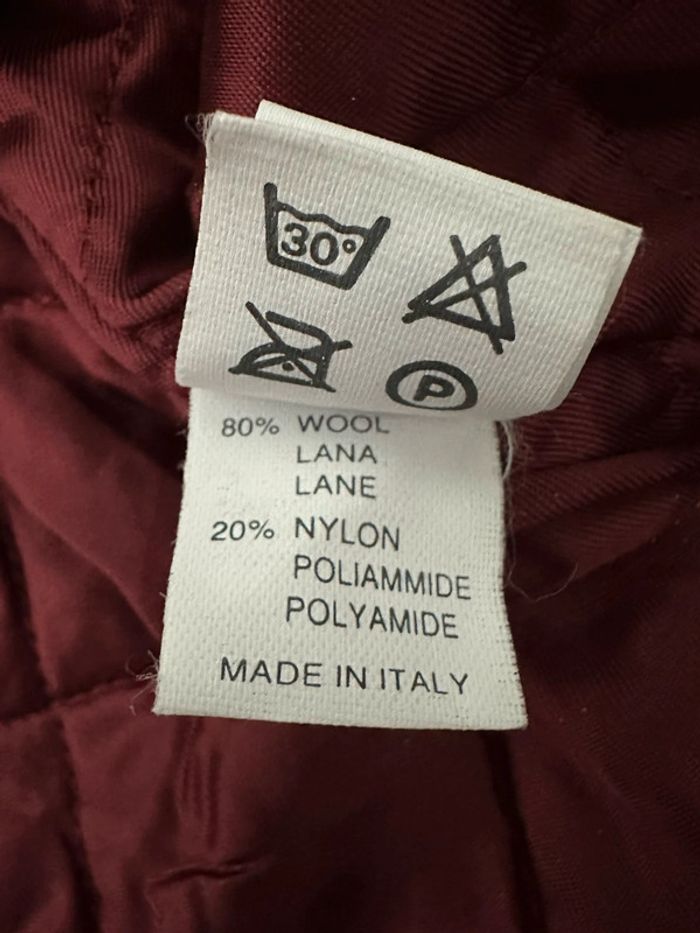 30°
P
80% WOOL
LANA
LANE
20% NYLON
POLIAMMIDE
POLYAMIDE
MADE IN ITALY